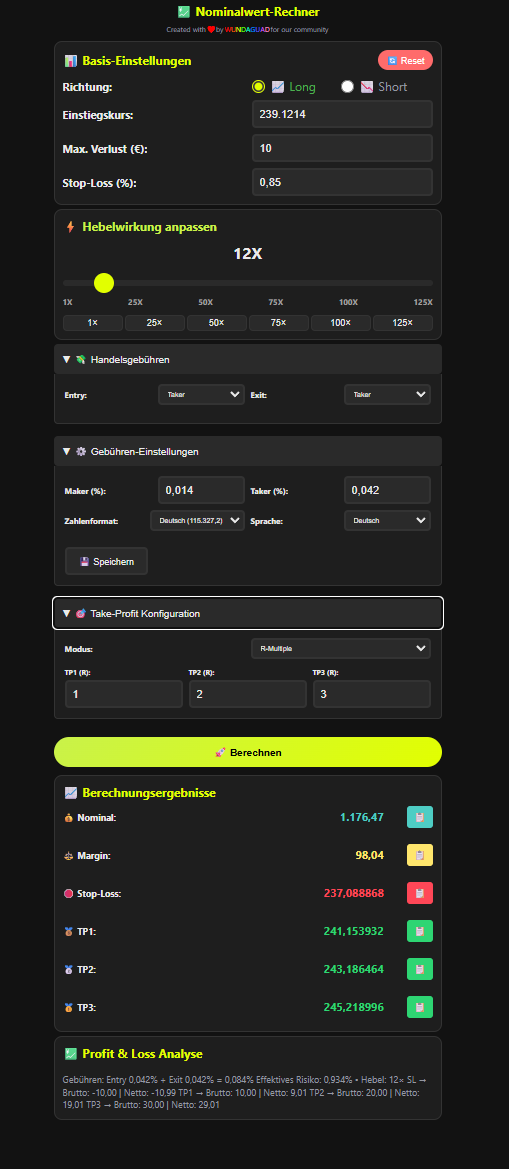 Nominalwert-Rechner
Created with ❤ by WUNDAGUAD for our community
Basis-Einstellungen
Reset
Richtung: Long Short
Einstiegskurs: 239.1214
Max. Verlust (€): 10
Stop-Loss (%): 0,85
Hebelwirkung anpassen
12X
1X 25X 50X 75X 100X 125X
1× 25× 50× 75× 100× 125×
▼ Handelsgebühren
Entry: Taker Exit: Taker
▼ Gebühren-Einstellungen
Maker (%): 0,014 Taker (%): 0,042
Zahlenformat: Deutsch (115.327,2) Sprache: Deutsch
Speichern
▼ Take-Profit Konfiguration
Modus: R-Multiple
TP1 (R): TP2 (R): TP3 (R):
1 2 3
Berechnen
Berechnungsergebnisse
Nominal: 1.176,47
Margin: 98,04
Stop-Loss: 237,088868
TP1: 241,153932
TP2: 243,186464
TP3: 245,218996
Profit & Loss Analyse
Gebühren: Entry 0,042% + Exit 0,042% = 0,084% Effektives Risiko: 0,934% • Hebel: 12× SL →
Brutto: -10,00 | Netto: -10,99 TP1 → Brutto: 10,00 | Netto: 9,01 TP2 → Brutto: 20,00 | Netto:
19,01 TP3 → Brutto: 30,00 | Netto: 29,01